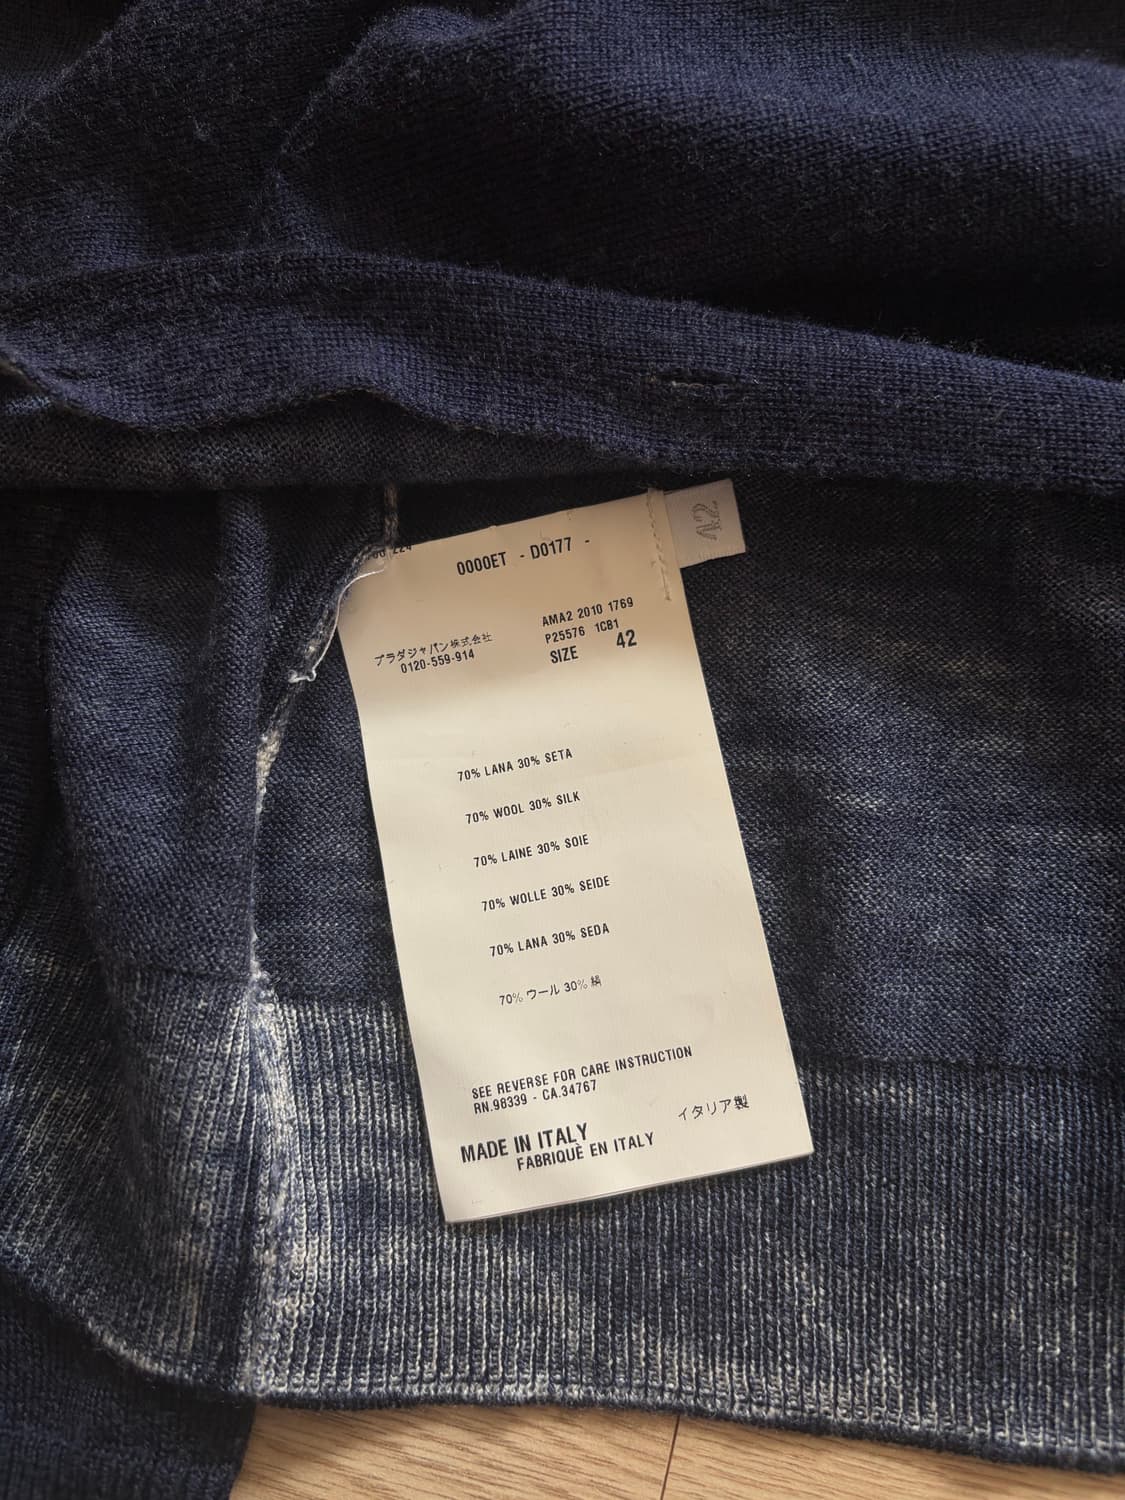 42
0000ET - D0177 -
AMA2 2010 1769
P25576 1CB1
SIZE 42
プラダジャパン株式会社
0120-559-914
70% LANA 30% SETA
70% WOOL 30% SILK
70% LAINE 30% SOIE
70% WOLLE 30% SEIDE
70% LANA 30% SEDA
70% ウール 30% 絹
SEE REVERSE FOR CARE INSTRUCTION
RN.98339 - CA.34767
イタリア製
MADE IN ITALY
FABRIQUÈ EN ITALY